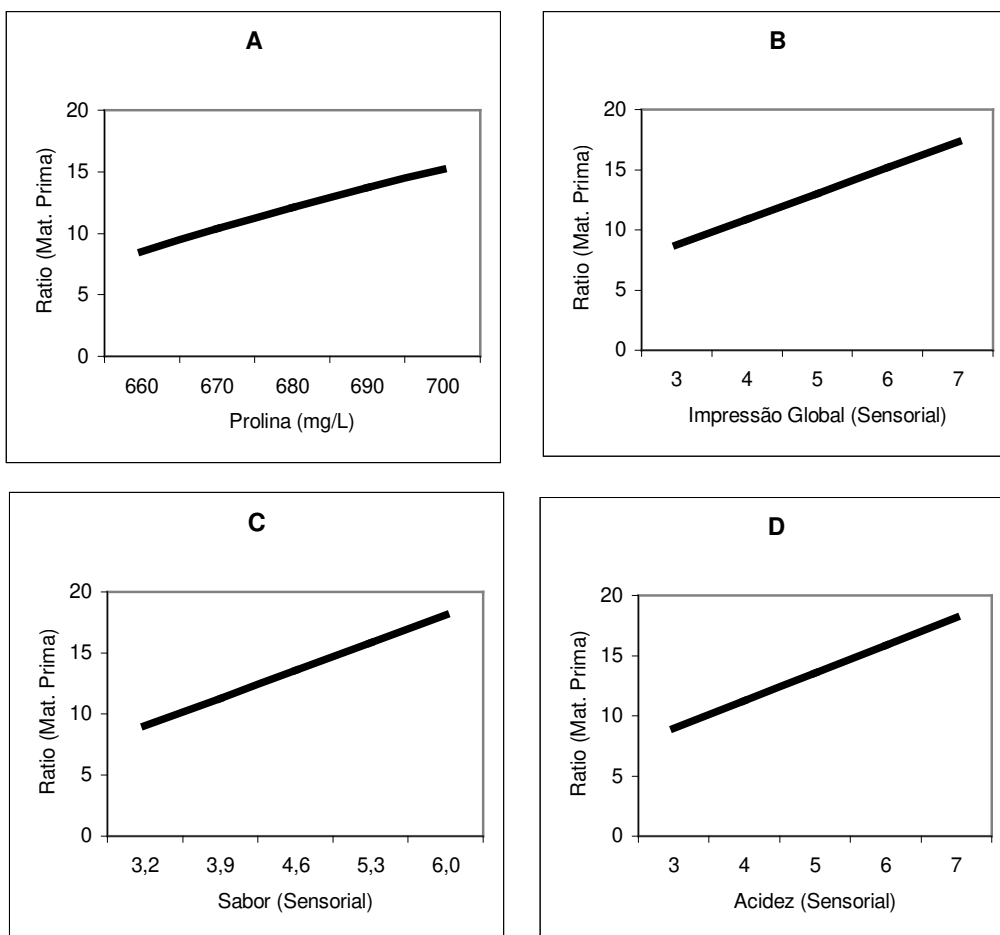 A
Ratio (Mat. Prima)
20
15
10
5
0
660 670 680 690 700
Prolina (mg/L)
B
Ratio (Mat. Prima)
20
15
10
5
0
3 4 5 6 7
Impressão Global (Sensorial)
C
Ratio (Mat. Prima)
20
15
10
5
0
3,2 3,9 4,6 5,3 6,0
Sabor (Sensorial)
D
Ratio (Mat. Prima)
20
15
10
5
0
3 4 5 6 7
Acidez (Sensorial)